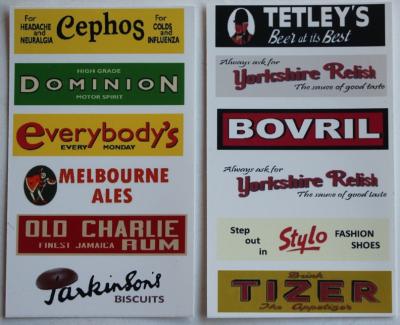 For HEADACHE and NEURALGIA Cephos For COLDS and INFLUENZA
HIGH GRADE
DOMINION
MOTOR SPIRIT
everybody's
EVERY MONDAY
MELBOURNE
ALES
OLD CHARLIE
FINEST JAMAICA RUM
Parkinson's
BISCUITS
TETLEY'S
Beer at its Best
Always ask for
Yorkshire Relish
The sauce of good taste
BOVRIL
Always ask for
Yorkshire Relish
The sauce of good taste
Step out in Stylo FASHION SHOES
Drink
TIZER
The Appetizer